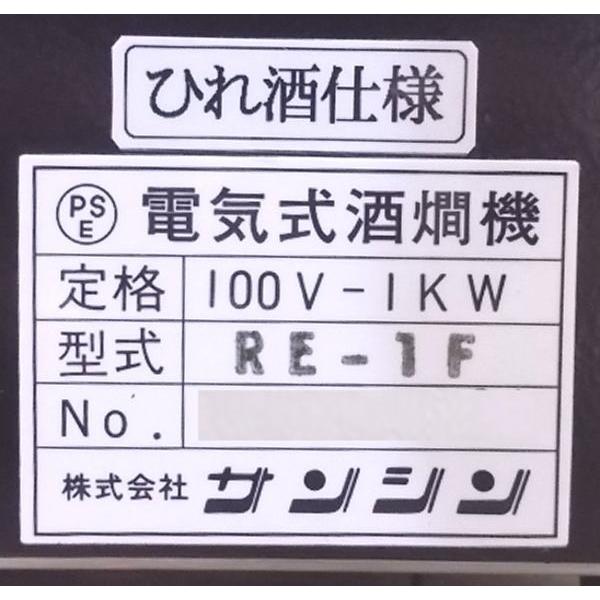 ひれ酒仕様
PSE 電気式酒燗機
定格 100V-1KW
型式 RE-1F
No.
株式会社 サンシン